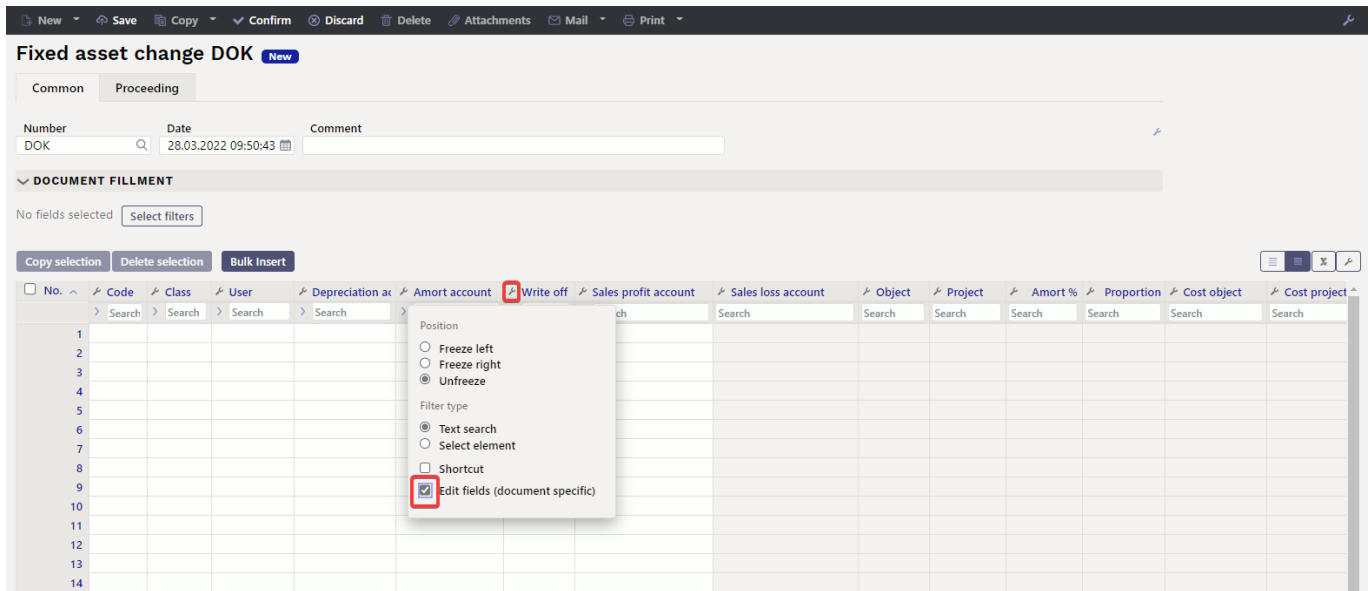 New Save Copy Confirm Discard Delete Attachments Mail Print
Fixed asset change DOK New
Common Proceeding
Number Date Comment
DOK 28.03.2022 09:50:43
DOCUMENT FILLMENT
No fields selected Select filters
Copy selection Delete selection Bulk Insert
No. Code Class User Depreciation ac Amort account Write off Sales profit account Sales loss account Object Project Amort % Proportion Cost object Cost project
Search Search Search Search ch Search Search Search Search Search Search Search
Position
1
Freeze left
2
Freeze right
3
Unfreeze
4
Filter type
5
Text search
6
Select element
7
Shortcut
8
Edit fields (document specific)
9
10
11
12
13
14